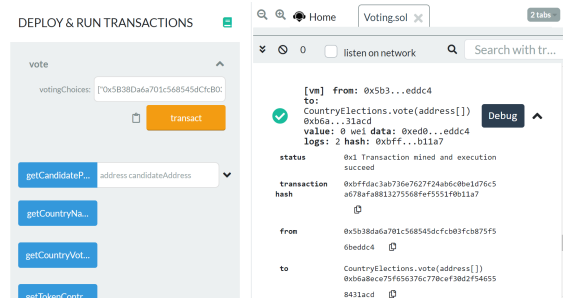 DEPLOY & RUN TRANSACTIONS
vote
votingChoices: ["0x5B38Da6a701c568545dCfcB03
transact
getCandidateP... address candidateAddress
getCountryNa...
getCountryVot...
getTokenContr...
Home
Voting.sol
2 tabs
0 listen on network Search with tr...
[vm] from: 0x5b3...eddc4
to:
CountryElections.vote(address[])
0xb6a...31acd
value: 0 wei data: 0xed0...eddc4
logs: 2 hash: 0xbff...b11a7
Debug
status 0x1 Transaction mined and execution
succeed
transaction 0xbffdac3ab736e7627f24ab6c0be1d76c5
hash a678afa8813275568fef5551f0b11a7
from 0x5b38da6a701c568545dcfcb03fcb875f5
6beddc4
to CountryElections.vote(address[])
0xb6a8ece75f656376c770cef30d2f54655
8431acd